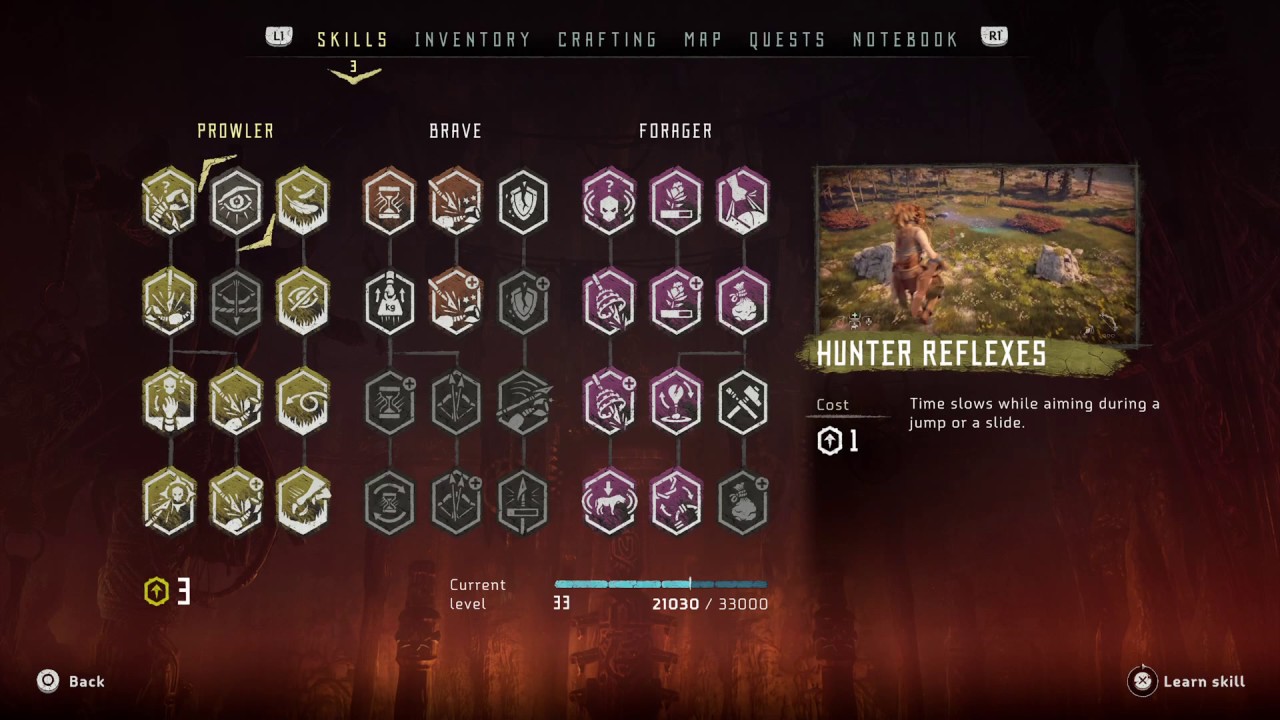 L1 SKILLS INVENTORY CRAFTING MAP QUESTS NOTEBOOK R1
3
PROWLER BRAVE FORAGER
?
?
kg
HUNTER REFLEXES
Cost
1
Time slows while aiming during a
jump or a slide.
3
Current
level
33
21030 / 33000
Back
Learn skill